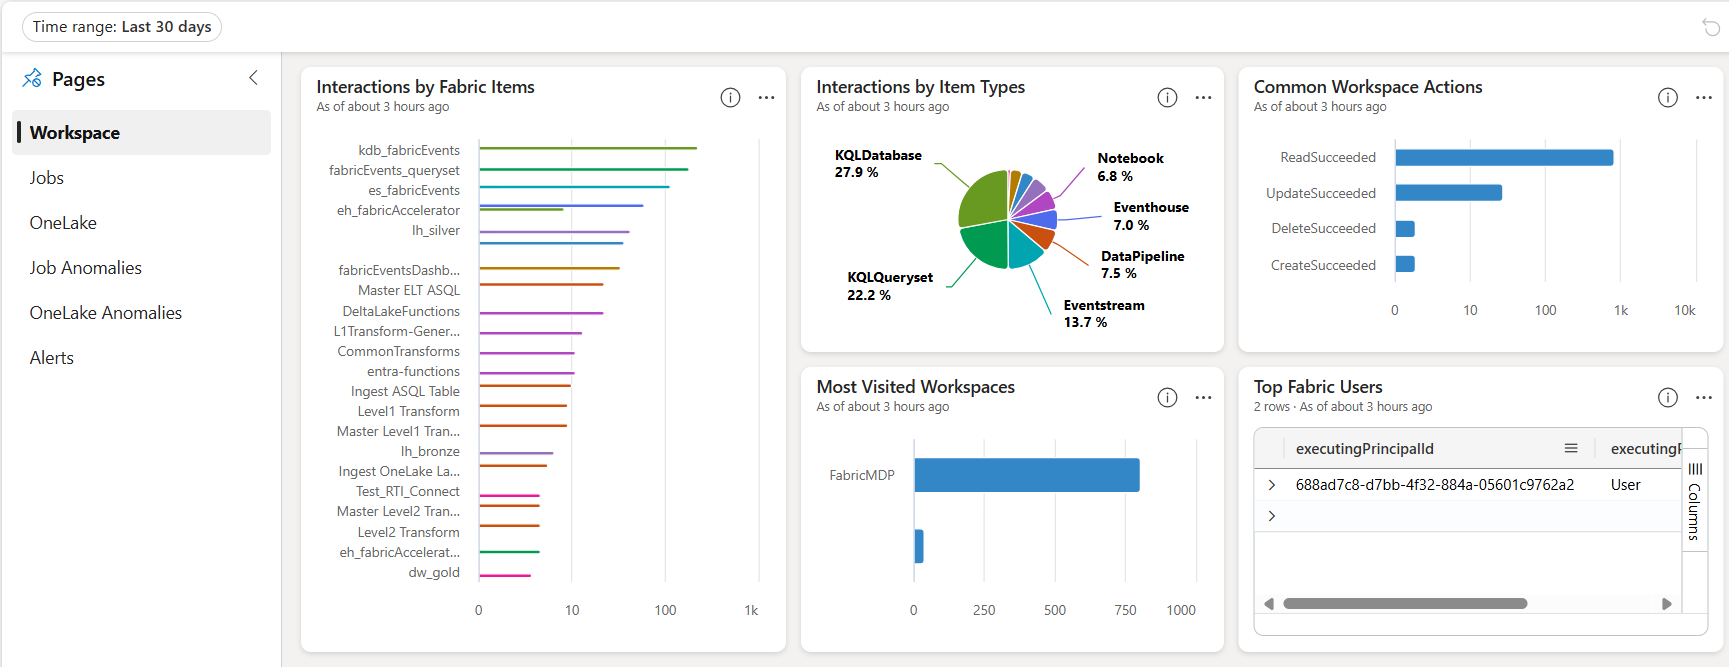 Time range: Last 30 days
Pages
Workspace
Jobs
OneLake
Job Anomalies
OneLake Anomalies
Alerts
Interactions by Fabric Items
As of about 3 hours ago
kdb_fabricEvents
fabricEvents_queryset
es_fabricEvents
eh_fabricAccelerator
lh_silver
fabricEventsDashb...
Master ELT ASQL
DeltaLakeFunctions
L1Transform-Gener...
CommonTransforms
entra-functions
Ingest ASQL Table
Level1 Transform
Master Level1 Tran...
lh_bronze
Ingest OneLake La...
Test_RTI_Connect
Master Level2 Tran...
Level2 Transform
eh_fabricAccelerat...
dw_gold
0 10 100 1k
Interactions by Item Types
As of about 3 hours ago
KQLDatabase
27.9 %
Notebook
6.8 %
Eventhouse
7.0 %
DataPipeline
7.5 %
KQLQueryset
22.2 %
Eventstream
13.7 %
Common Workspace Actions
As of about 3 hours ago
ReadSucceeded
UpdateSucceeded
DeleteSucceeded
CreateSucceeded
0 10 100 1k 10k
Most Visited Workspaces
As of about 3 hours ago
FabricMDP
0 250 500 750 1000
Top Fabric Users
2 rows · As of about 3 hours ago
executingPrincipalId executingP
688ad7c8-d7bb-4f32-884a-05601c9762a2 User
Columns